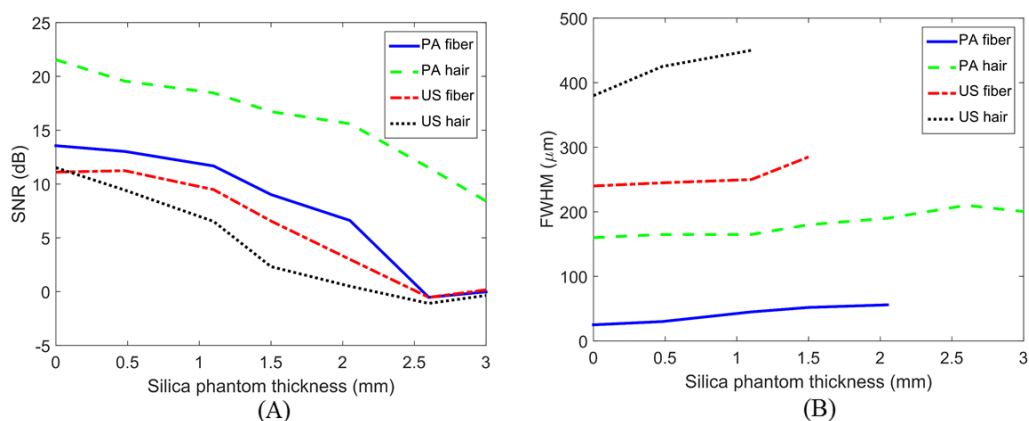 25
20
15
10
5
0
-5
SNR (dB)
PA fiber
PA hair
US fiber
US hair
0 0.5 1 1.5 2 2.5 3
Silica phantom thickness (mm)
(A)
500
400
300
200
100
0
FWHM (μm)
PA fiber
PA hair
US fiber
US hair
0 0.5 1 1.5 2 2.5 3
Silica phantom thickness (mm)
(B)